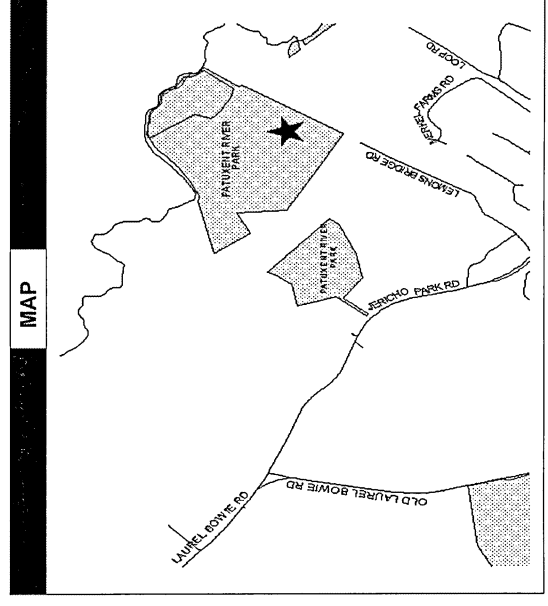 MAP
PATUXENT RIVER
PARK
PATUXENT RIVER
PARK
LOOP RD
MERKEL FARMS RD
LEMONS BRIDGE RD
JERICHO PARK RD
OLD LAUREL BOWIE RD
LAUREL BOWIE RD